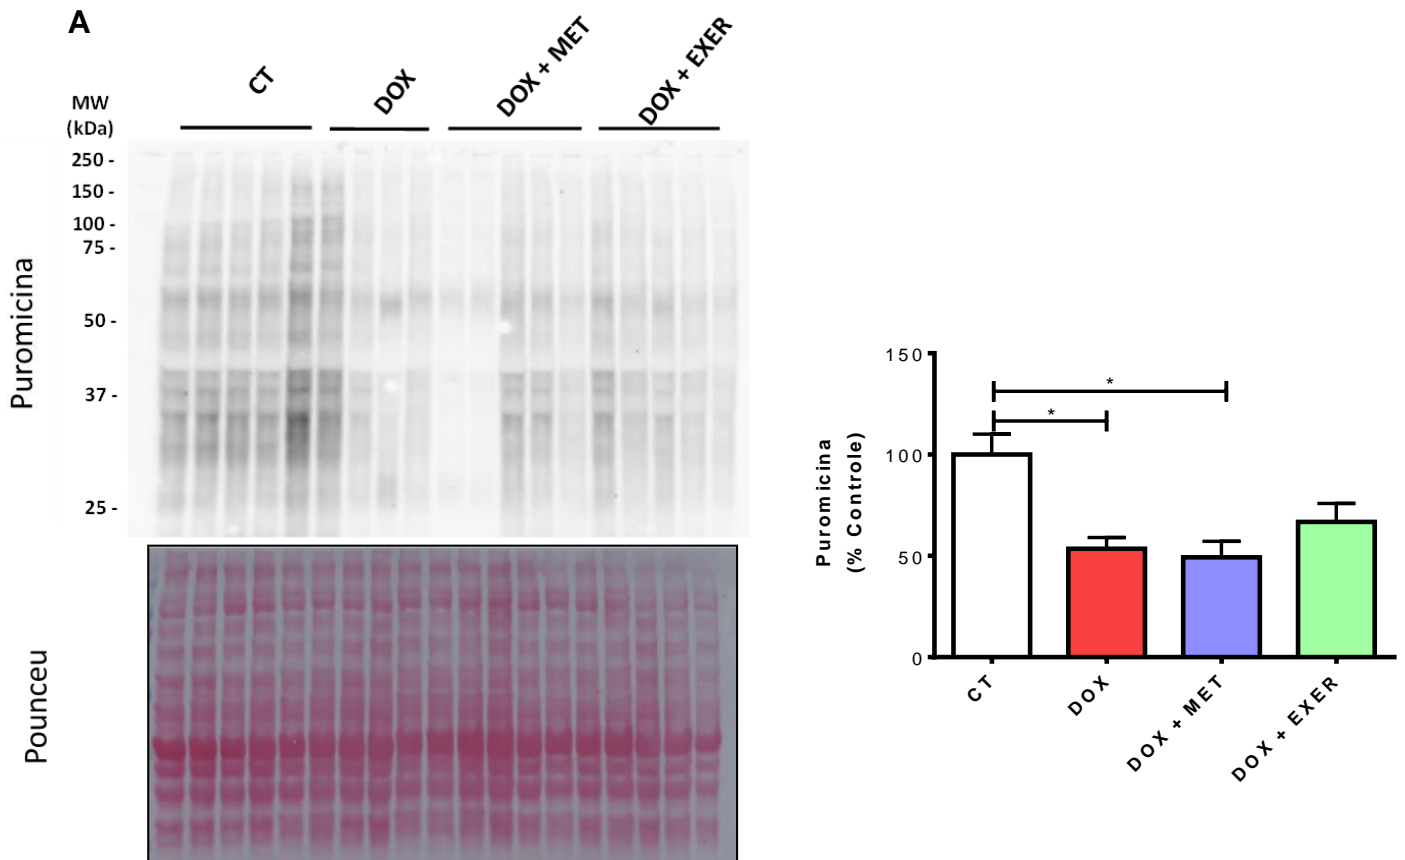 A
CT
DOX
DOX + MET
DOX + EXER
MW
(kDa)
250 -
150 -
100 -
75 -
50 -
37 -
25 -
Puromicina
Pounceu
Puromicina
(% Controle)
150
100
50
0
*
*
CT
DOX
DOX + MET
DOX + EXER